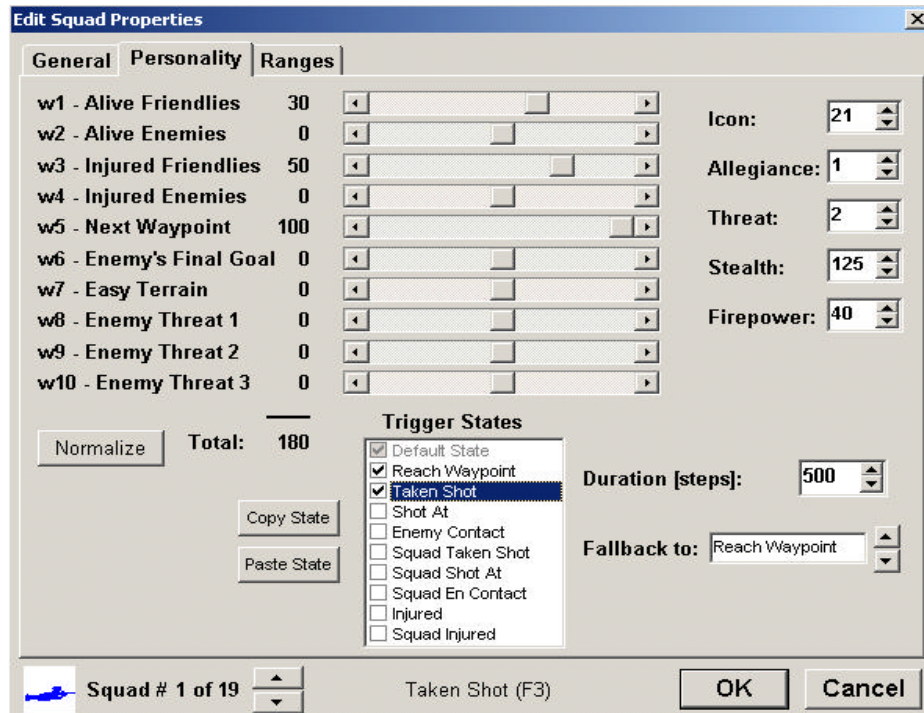 Edit Squad Properties
General Personality Ranges
w1 - Alive Friendlies 30
w2 - Alive Enemies 0
w3 - Injured Friendlies 50
w4 - Injured Enemies 0
w5 - Next Waypoint 100
w6 - Enemy's Final Goal 0
w7 - Easy Terrain 0
w8 - Enemy Threat 1 0
w9 - Enemy Threat 2 0
w10 - Enemy Threat 3 0
Icon: 21
Allegiance: 1
Threat: 2
Stealth: 125
Firepower: 40
Normalize Total: 180
Copy State
Paste State
Trigger States
Default State
Reach Waypoint
Taken Shot
Shot At
Enemy Contact
Squad Taken Shot
Squad Shot At
Squad En Contact
Injured
Squad Injured
Duration [steps]: 500
Fallback to: Reach Waypoint
Squad # 1 of 19 Taken Shot (F3) OK Cancel